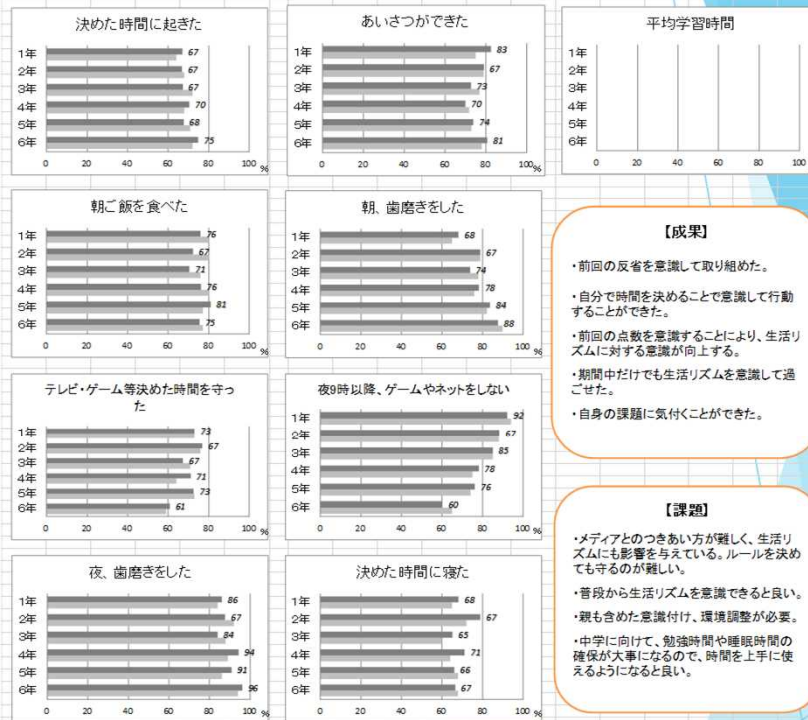 決めた時間に起きた
1年 67
2年 67
3年 67
4年 70
5年 68
6年 75
0 20 40 60 80 100 %
あいさつができた
1年 83
2年 67
3年 73
4年 70
5年 74
6年 81
0 20 40 60 80 100 %
平均学習時間
1年
2年
3年
4年
5年
6年
0 20 40 60 80 100
朝ご飯を食べた
1年 76
2年 67
3年 71
4年 76
5年 81
6年 75
0 20 40 60 80 100 %
朝、歯磨きをした
1年 68
2年 67
3年 74
4年 78
5年 84
6年 88
0 20 40 60 80 100 %
【成果】
・前回の反省を意識して取り組めた。
・自分で時間を決めることで意識して行動
することができた。
・前回の点数を意識することにより、生活リ
ズムに対する意識が向上する。
・期間中だけでも生活リズムを意識して過
ごせた。
・自身の課題に気付くことができた。
テレビ・ゲーム等決めた時間を守っ
た
1年 73
2年 67
3年 67
4年 71
5年 73
6年 61
0 20 40 60 80 100 %
夜9時以降、ゲームやネットをしない
1年 92
2年 67
3年 85
4年 78
5年 76
6年 60
0 20 40 60 80 100 %
夜、歯磨きをした
1年 86
2年 67
3年 84
4年 94
5年 91
6年 96
0 20 40 60 80 100 %
決めた時間に寝た
1年 68
2年 67
3年 65
4年 71
5年 66
6年 67
0 20 40 60 80 100 %
【課題】
・メディアとのつきあい方が難しく、生活リ
ズムにも影響を与えている。ルールを決め
ても守るのが難しい。
・普段から生活リズムを意識できると良い。
・親も含めた意識付け、環境調整が必要。
・中学に向けて、勉強時間や睡眠時間の
確保が大事になるので、時間を上手に使
えるようになると良い。